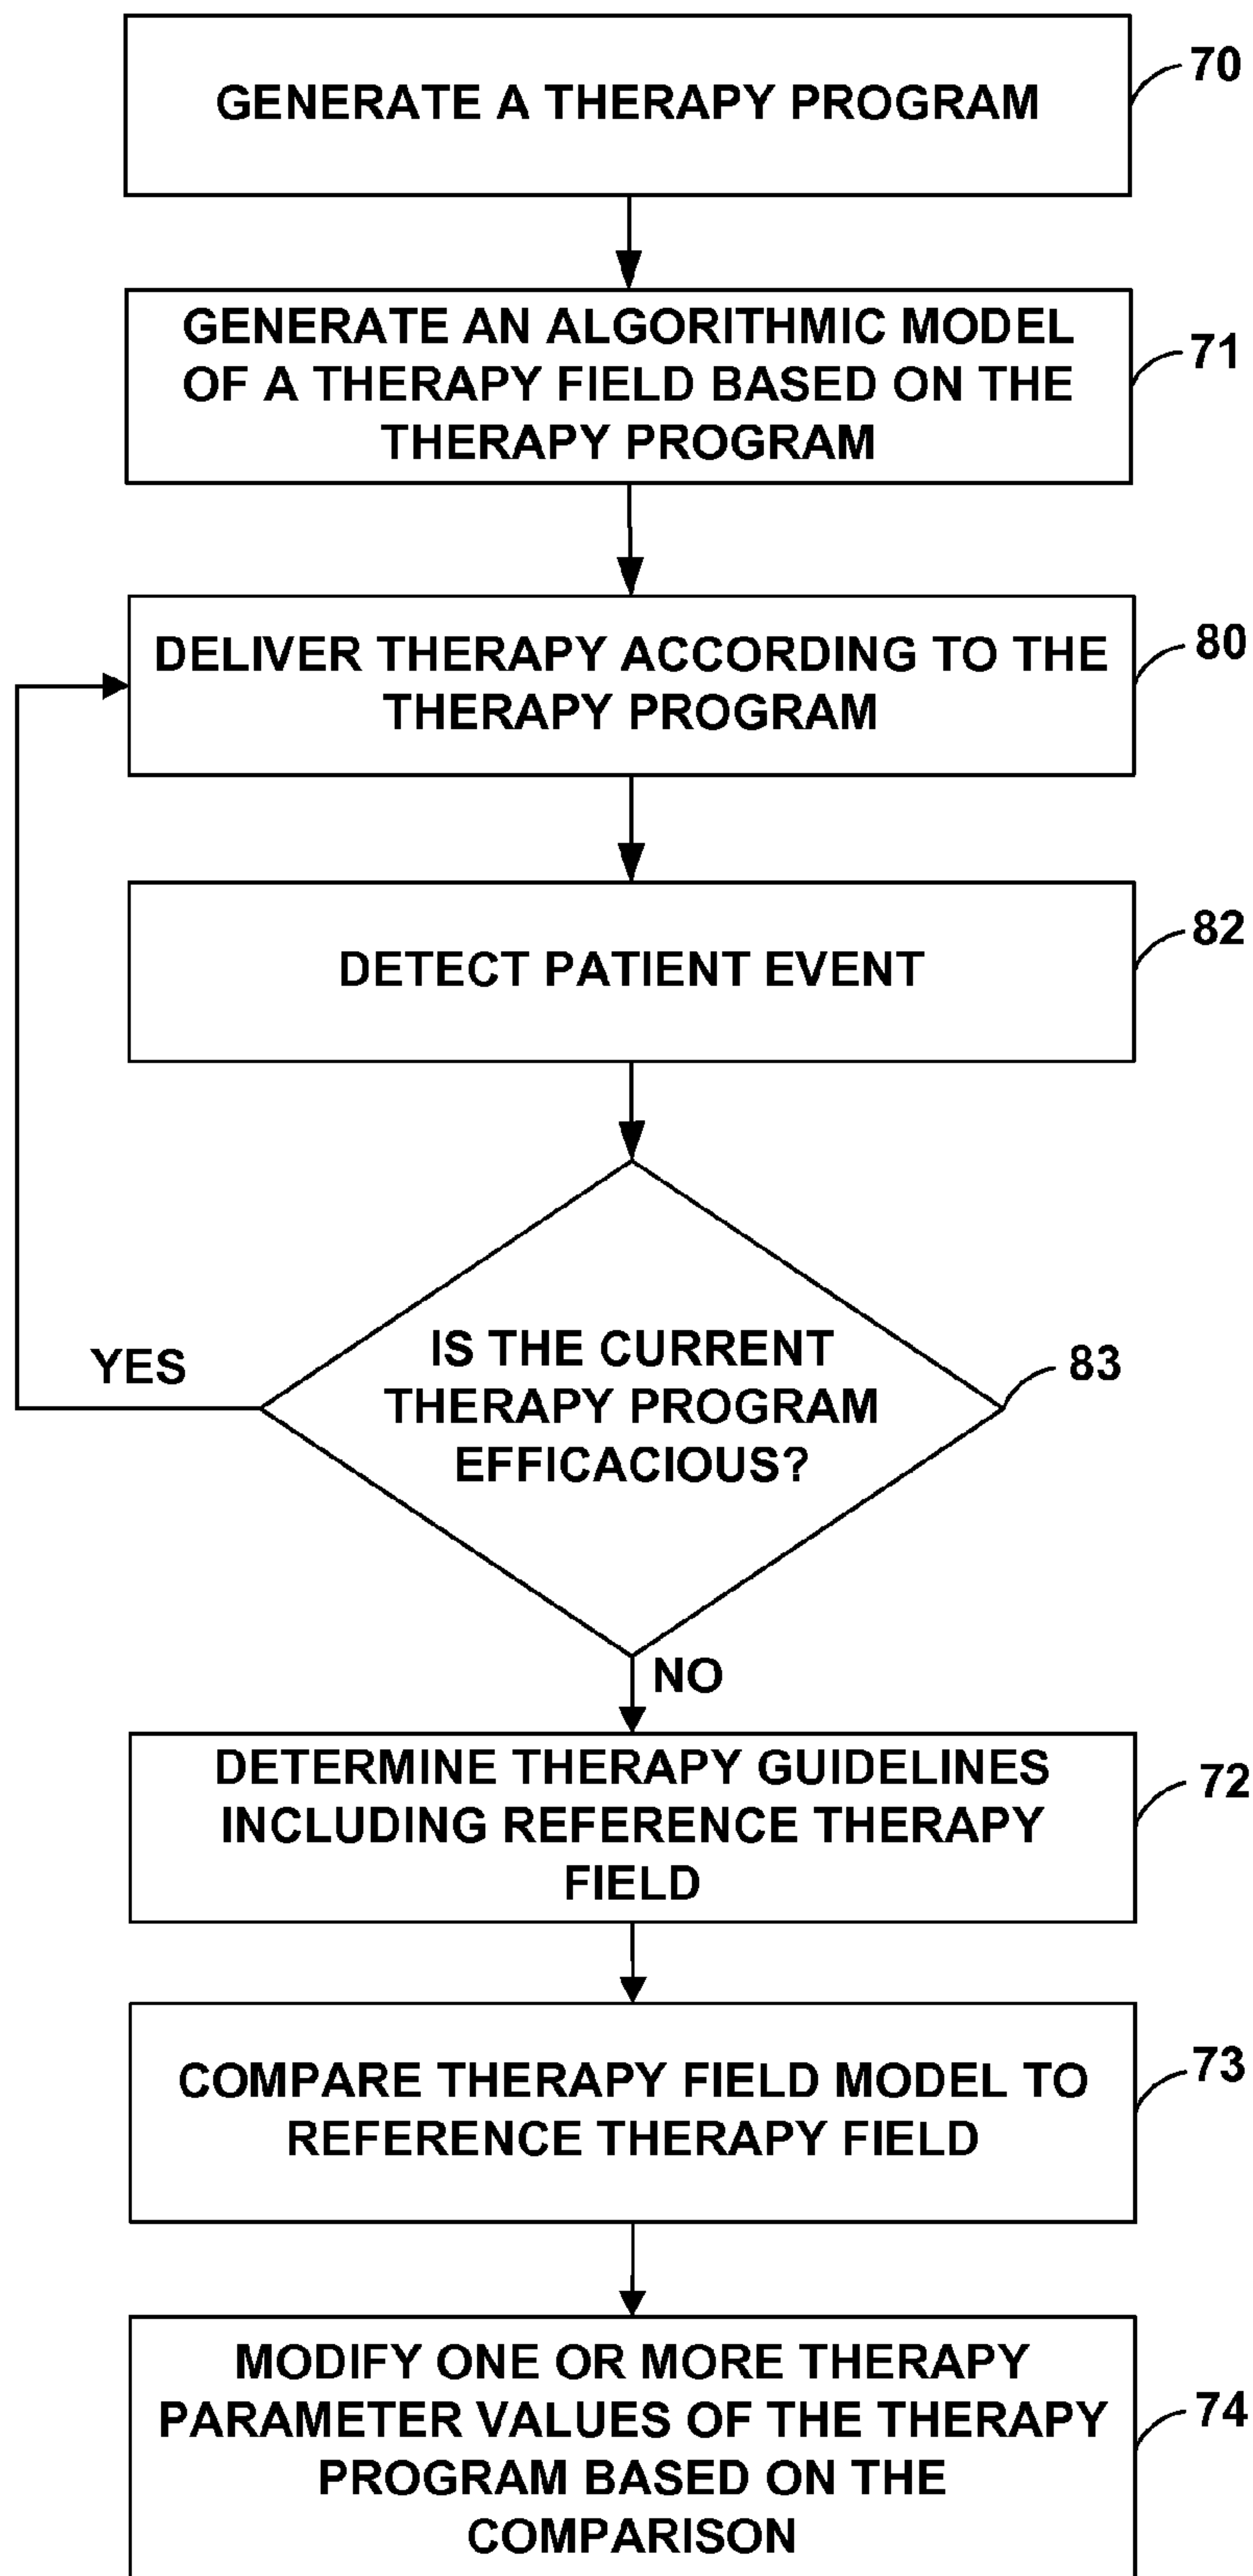 GENERATE A THERAPY PROGRAM
70
GENERATE AN ALGORITHMIC MODEL
OF A THERAPY FIELD BASED ON THE
THERAPY PROGRAM
71
DELIVER THERAPY ACCORDING TO THE
THERAPY PROGRAM
80
DETECT PATIENT EVENT
82
IS THE CURRENT
THERAPY PROGRAM
EFFICACIOUS?
83
YES
NO
DETERMINE THERAPY GUIDELINES
INCLUDING REFERENCE THERAPY
FIELD
72
COMPARE THERAPY FIELD MODEL TO
REFERENCE THERAPY FIELD
73
MODIFY ONE OR MORE THERAPY
PARAMETER VALUES OF THE THERAPY
PROGRAM BASED ON THE
COMPARISON
74